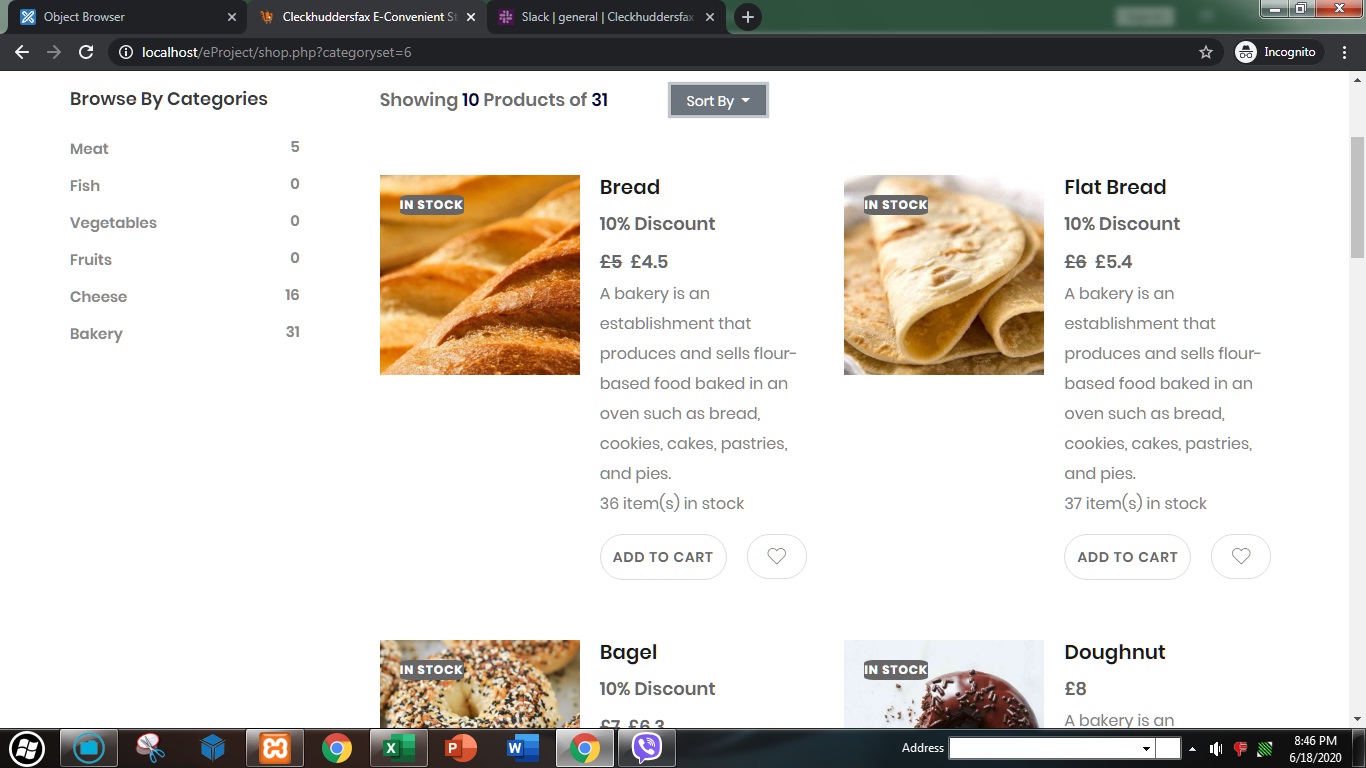 Object Browser
Cleckhuddersfax E-Convenient St
Slack | general | Cleckhuddersfax
localhost/eProject/shop.php?categoryset=6
Incognito
Browse By Categories
Meat 5
Fish 0
Vegetables 0
Fruits 0
Cheese 16
Bakery 31
Showing 10 Products of 31
Sort By
IN STOCK
Bread
10% Discount
£5 £4.5
A bakery is an
establishment that
produces and sells flour-
based food baked in an
oven such as bread,
cookies, cakes, pastries,
and pies.
36 item(s) in stock
ADD TO CART
IN STOCK
Flat Bread
10% Discount
£6 £5.4
A bakery is an
establishment that
produces and sells flour-
based food baked in an
oven such as bread,
cookies, cakes, pastries,
and pies.
37 item(s) in stock
ADD TO CART
IN STOCK
Bagel
10% Discount
£7 £6.3
IN STOCK
Doughnut
£8
A bakery is an
Address
8:46 PM
6/18/2020